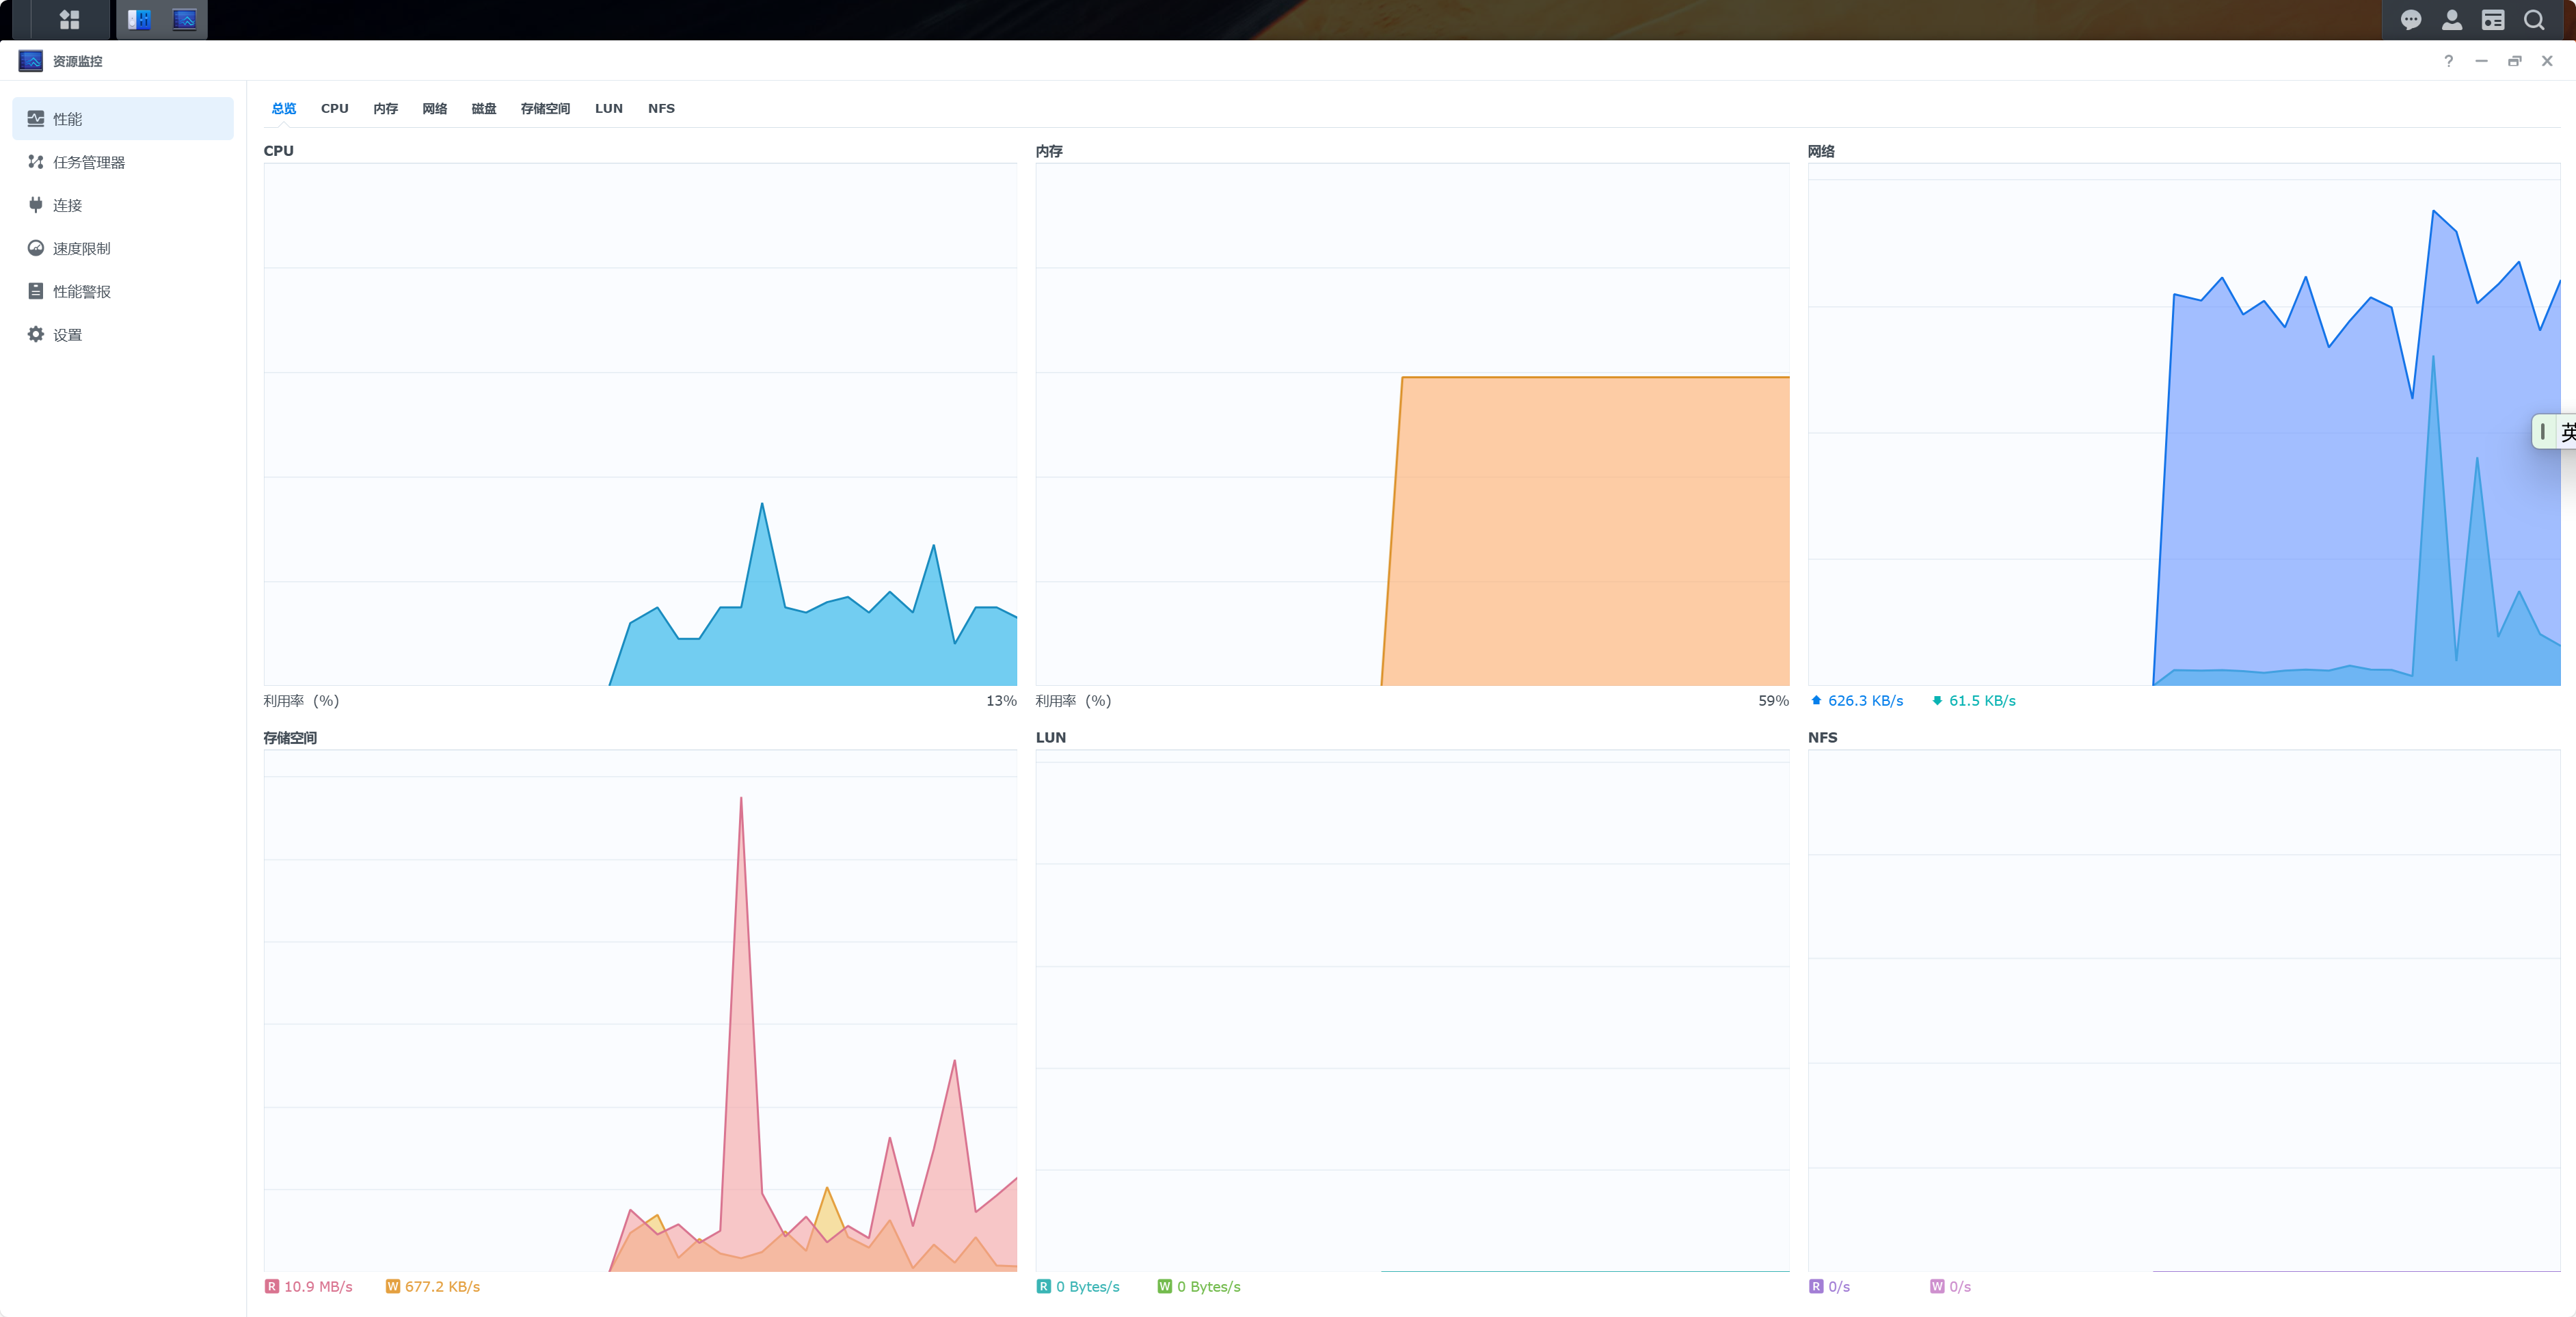 资源监控
性能
任务管理器
连接
速度限制
性能警报
设置
总览 CPU 内存 网络 磁盘 存储空间 LUN NFS
CPU
利用率（%） 13%
内存
利用率（%） 59%
网络
626.3 KB/s 61.5 KB/s
英
存储空间
R 10.9 MB/s W 677.2 KB/s
LUN
R 0 Bytes/s W 0 Bytes/s
NFS
R 0/s W 0/s